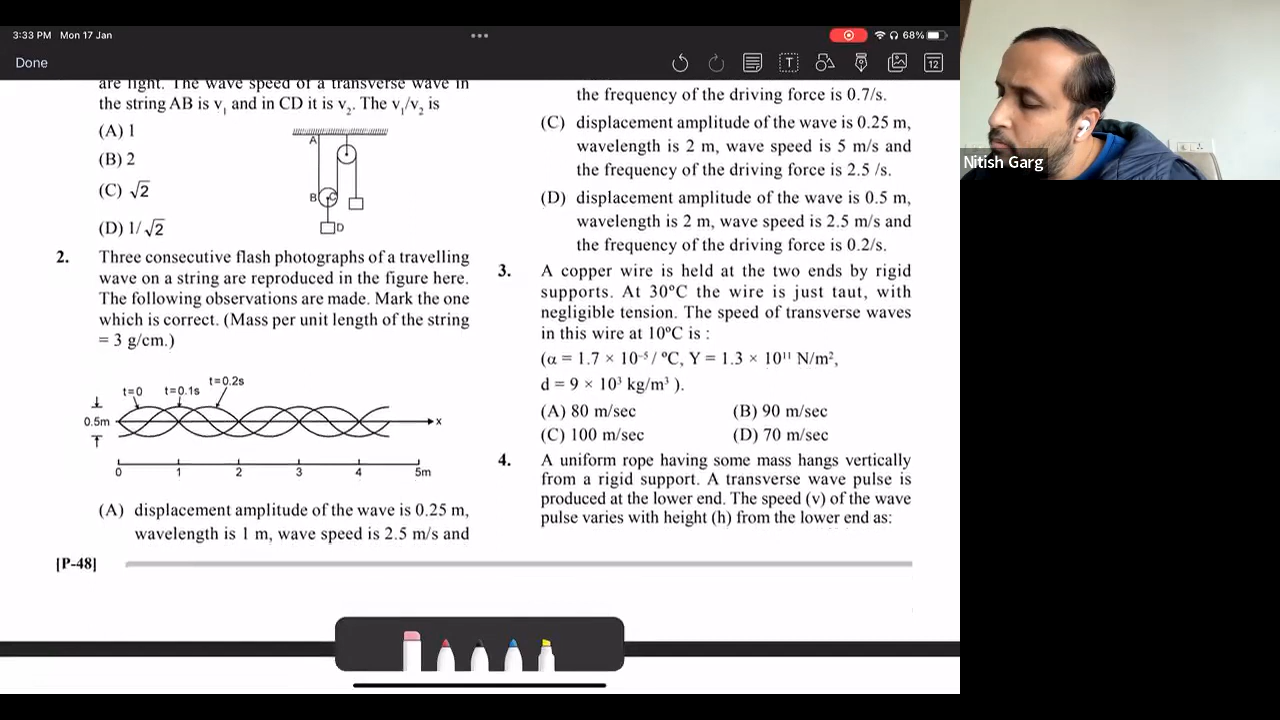 3:33 PM Mon 17 Jan
68%
Done
T
12
are light. The wave speed of a transverse wave in
the string AB is v₁ and in CD it is v₂. The v₁/v₂ is
(A) 1
(B) 2
(C) √2
(D) 1/√2
A
B
C
D
2. Three consecutive flash photographs of a travelling
wave on a string are reproduced in the figure here.
The following observations are made. Mark the one
which is correct. (Mass per unit length of the string
= 3 g/cm.)
t=0 t=0.1s t=0.2s
0.5m
x
0 1 2 3 4 5m
(A) displacement amplitude of the wave is 0.25 m,
wavelength is 1 m, wave speed is 2.5 m/s and
the frequency of the driving force is 0.7/s.
(C) displacement amplitude of the wave is 0.25 m,
wavelength is 2 m, wave speed is 5 m/s and
the frequency of the driving force is 2.5 /s.
(D) displacement amplitude of the wave is 0.5 m,
wavelength is 2 m, wave speed is 2.5 m/s and
the frequency of the driving force is 0.2/s.
3. A copper wire is held at the two ends by rigid
supports. At 30ºC the wire is just taut, with
negligible tension. The speed of transverse waves
in this wire at 10ºC is :
(α = 1.7 × 10⁻⁵ / ºC, Y = 1.3 × 10¹¹ N/m²,
d = 9 × 10³ kg/m³ ).
(A) 80 m/sec (B) 90 m/sec
(C) 100 m/sec (D) 70 m/sec
4. A uniform rope having some mass hangs vertically
from a rigid support. A transverse wave pulse is
produced at the lower end. The speed (v) of the wave
pulse varies with height (h) from the lower end as:
[P-48]
Nitish Garg